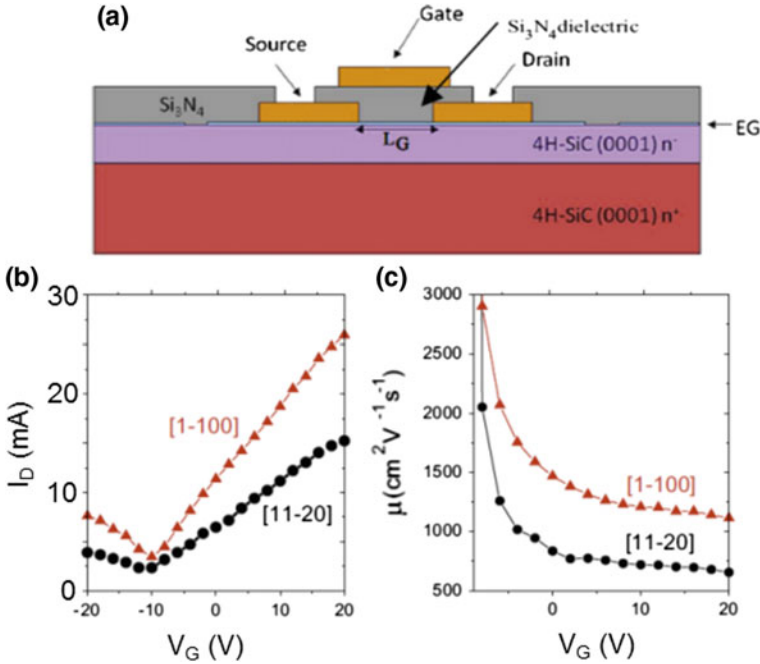 (a)
Gate
Si3N4 dielectric
Source
Drain
Si3N4
EG
LG
4H-SiC (0001) n-
4H-SiC (0001) n+
(b)
30
20
10
0
-20
-10
0
10
20
ID (mA)
VG (V)
[1-100]
[11-20]
(c)
3000
2500
2000
1500
1000
500
0
10
20
μ(cm2V-1s-1)
VG (V)
[1-100]
[11-20]